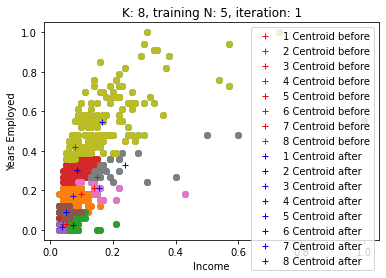 K: 8, training N: 5, iteration: 1
1.0
0.8
0.6
0.4
0.2
0.0
Years Employed
0.0 0.2 0.4 0.6 0.8 1.0
Income
1 Centroid before
2 Centroid before
3 Centroid before
4 Centroid before
5 Centroid before
6 Centroid before
7 Centroid before
8 Centroid before
1 Centroid after
2 Centroid after
3 Centroid after
4 Centroid after
5 Centroid after
6 Centroid after
7 Centroid after
8 Centroid after